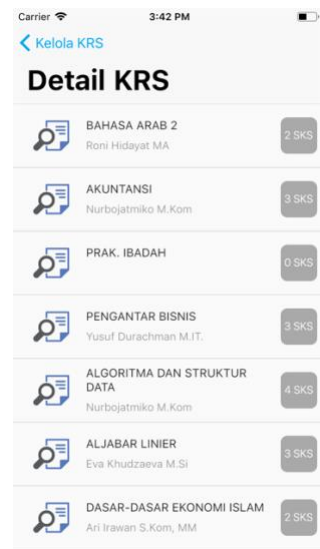 Carrier 3:42 PM
Kelola KRS
Detail KRS
BAHASA ARAB 2
Roni Hidayat MA
2 SKS
AKUNTANSI
Nurbojatmiko M.Kom
3 SKS
PRAK. IBADAH
0 SKS
PENGANTAR BISNIS
Yusuf Durachman M.IT.
3 SKS
ALGORITMA DAN STRUKTUR
DATA
Nurbojatmiko M.Kom
4 SKS
ALJABAR LINIER
Eva Khudzaeva M.Si
3 SKS
DASAR-DASAR EKONOMI ISLAM
Ari Irawan S.Kom, MM
2 SKS